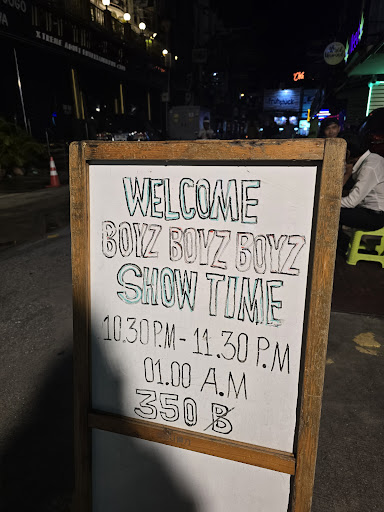 WELCOME
BOYZ BOYZ BOYZ
SHOW TIME
10.30 P.M - 11.30 P.M
01.00 A.M
350 ฿